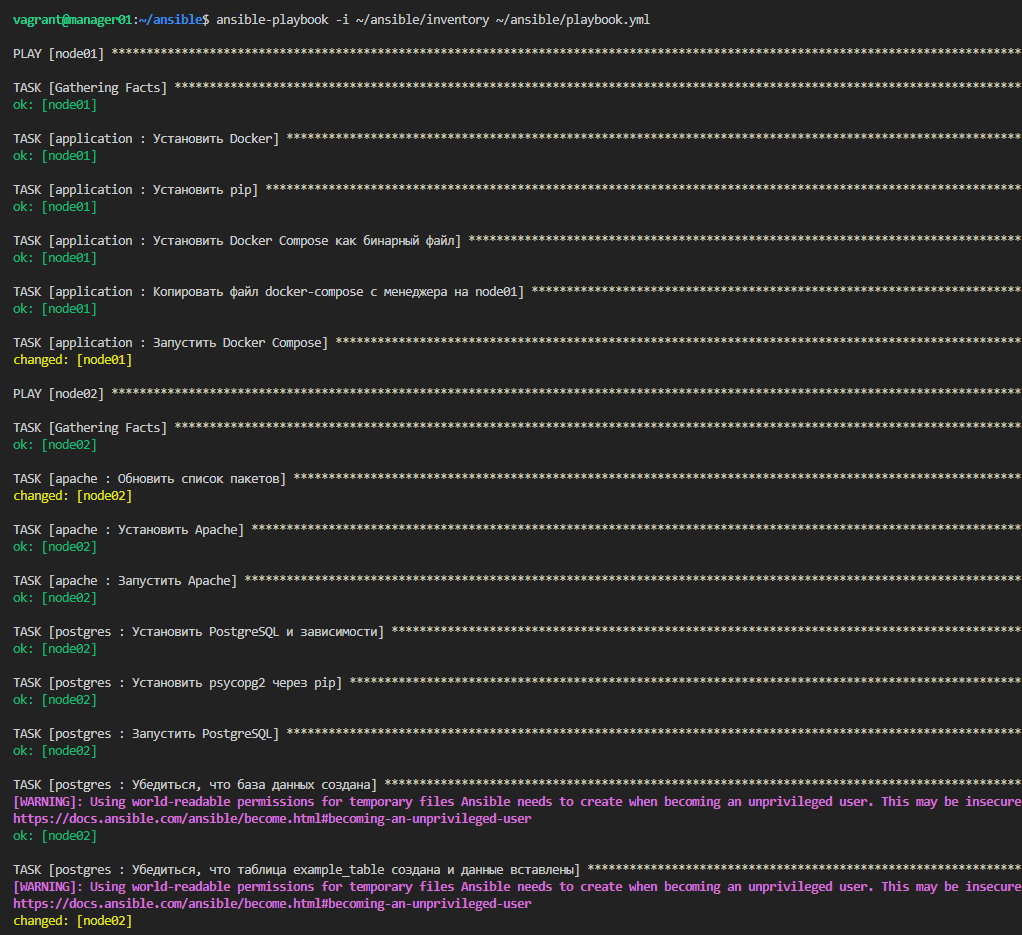 vagrant@manager01:~/ansible$ ansible-playbook -i ~/ansible/inventory ~/ansible/playbook.yml
PLAY [node01] **********************************************************************************************************************************
TASK [Gathering Facts] *************************************************************************************************************************
ok: [node01]
TASK [application : Установить Docker] *********************************************************************************************************
ok: [node01]
TASK [application : Установить pip] ************************************************************************************************************
ok: [node01]
TASK [application : Установить Docker Compose как бинарный файл] *******************************************************************************
ok: [node01]
TASK [application : Копировать файл docker-compose с менеджера на node01] **********************************************************************
ok: [node01]
TASK [application : Запустить Docker Compose] **************************************************************************************************
changed: [node01]
PLAY [node02] **********************************************************************************************************************************
TASK [Gathering Facts] *************************************************************************************************************************
ok: [node02]
TASK [apache : Обновить список пакетов] ********************************************************************************************************
changed: [node02]
TASK [apache : Установить Apache] **************************************************************************************************************
ok: [node02]
TASK [apache : Запустить Apache] ***************************************************************************************************************
ok: [node02]
TASK [postgres : Установить PostgreSQL и зависимости] ******************************************************************************************
ok: [node02]
TASK [postgres : Установить psycopg2 через pip] ************************************************************************************************
ok: [node02]
TASK [postgres : Запустить PostgreSQL] *********************************************************************************************************
ok: [node02]
TASK [postgres : Убедиться, что база данных создана] *******************************************************************************************
[WARNING]: Using world-readable permissions for temporary files Ansible needs to create when becoming an unprivileged user. This may be insecure
https://docs.ansible.com/ansible/become.html#becoming-an-unprivileged-user
ok: [node02]
TASK [postgres : Убедиться, что таблица example_table создана и данные вставлены] **************************************************************
[WARNING]: Using world-readable permissions for temporary files Ansible needs to create when becoming an unprivileged user. This may be insecure
https://docs.ansible.com/ansible/become.html#becoming-an-unprivileged-user
changed: [node02]